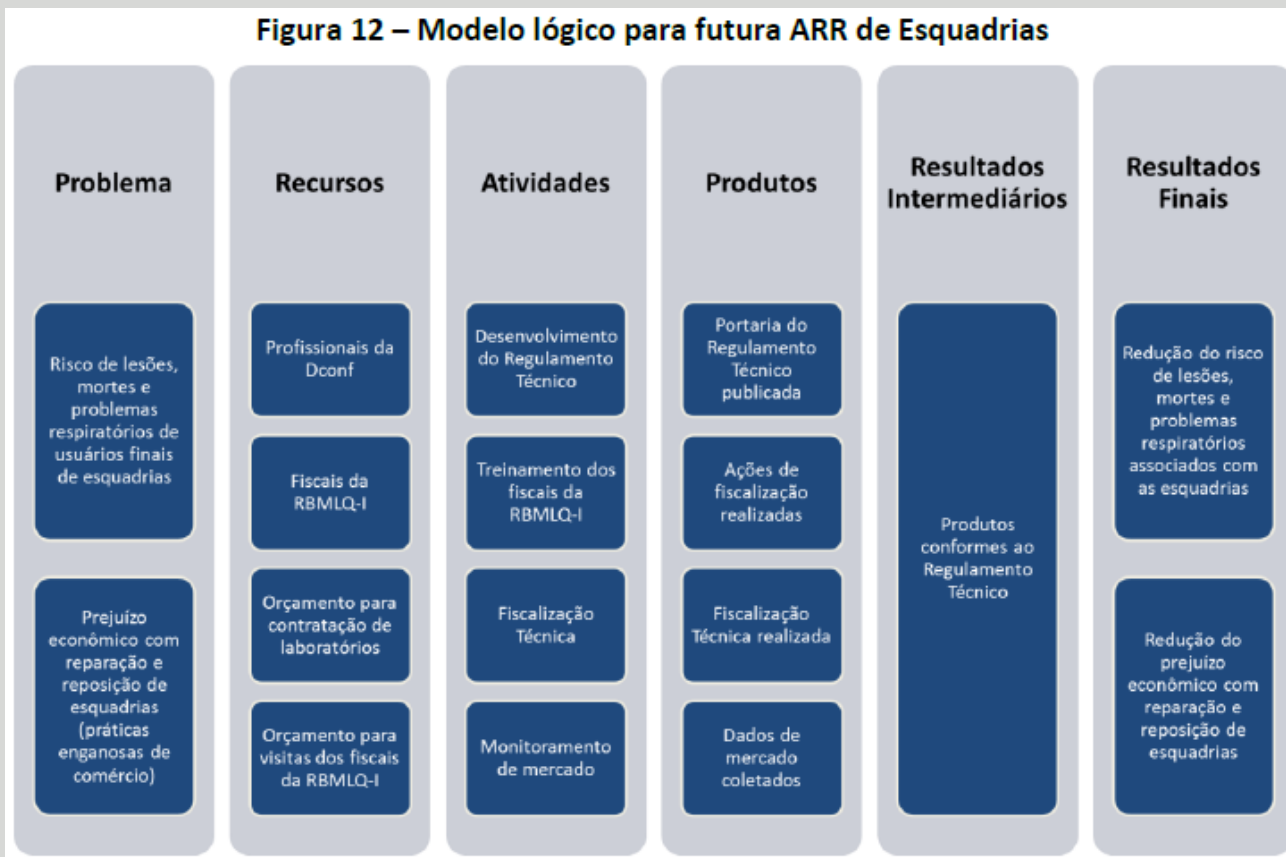 Figura 12 – Modelo lógico para futura ARR de Esquadrias
Problema
Risco de lesões,
mortes e
problemas
respiratórios de
usuários finais
de esquadrias
Prejuízo
econômico com
reparação e
reposição de
esquadrias
(práticas
enganosas de
comércio)
Recursos
Profissionais da
Dconf
Fiscais da
RBMLQ-I
Orçamento para
contratação de
laboratórios
Orçamento para
visitas dos fiscais
da RBMLQ-I
Atividades
Desenvolvimento
do Regulamento
Técnico
Treinamento dos
fiscais da
RBMLQ-I
Fiscalização
Técnica
Monitoramento
de mercado
Produtos
Portaria do
Regulamento
Técnico
publicada
Ações de
fiscalização
realizadas
Fiscalização
Técnica realizada
Dados de
mercado
coletados
Resultados
Intermediários
Produtos
conformes ao
Regulamento
Técnico
Resultados
Finais
Redução do risco
de lesões,
mortes e
problemas
respiratórios
associados com
as esquadrias
Redução do
prejuízo
econômico com
reparação e
reposição de
esquadrias